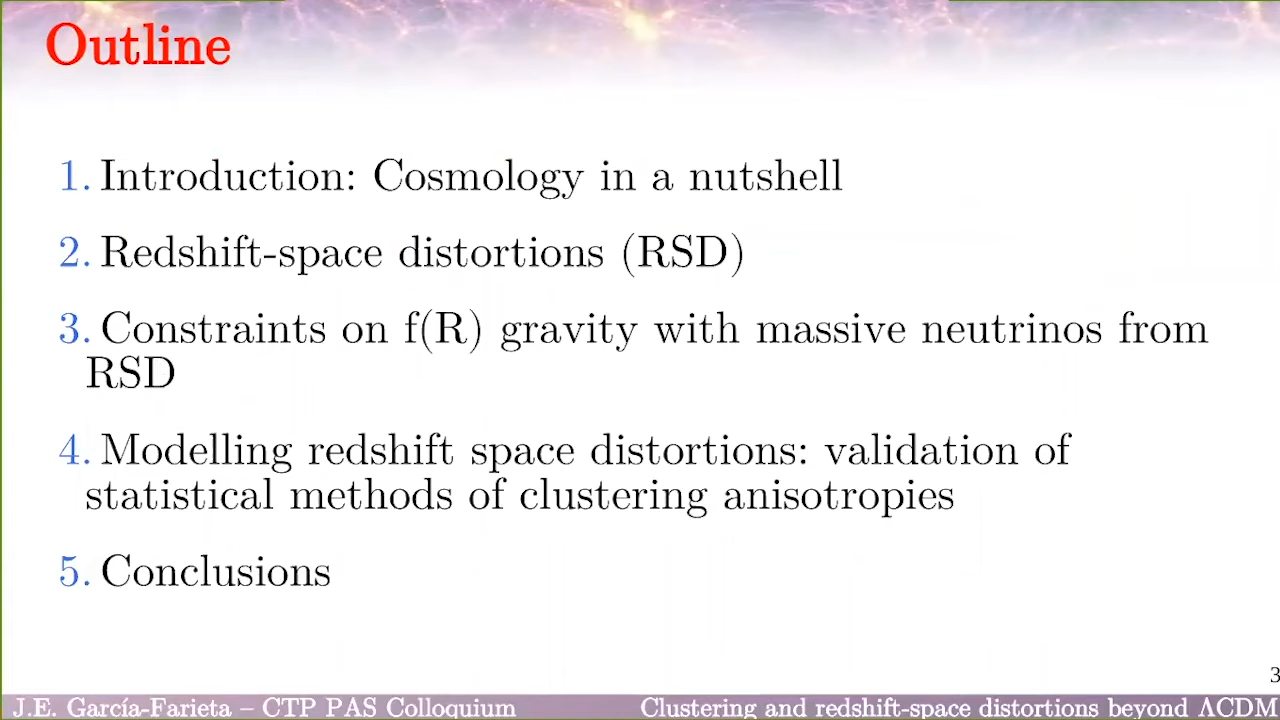 Outline
1. Introduction: Cosmology in a nutshell
2. Redshift-space distortions (RSD)
3. Constraints on f(R) gravity with massive neutrinos from
RSD
4. Modelling redshift space distortions: validation of
statistical methods of clustering anisotropies
5. Conclusions
3
J.E. García-Farieta – CTP PAS Colloquium
Clustering and redshift-space distortions beyond ΛCDM